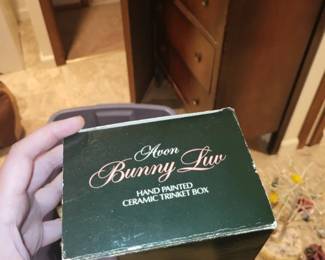 Avon
Bunny Luv
HAND PAINTED
CERAMIC TRINKET BOX